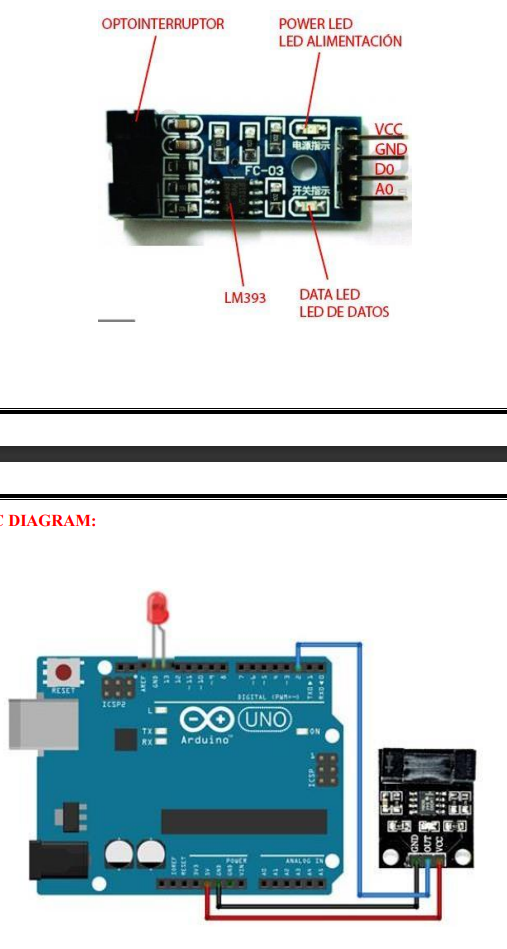 OPTOINTERRUPTOR
POWER LED
LED ALIMENTACIÓN
VCC
GND
D0
A0
电源指示
FC-03
开关指示
LM393
DATA LED
LED DE DATOS
C DIAGRAM:
RESET
ICSP2
AREF
GND
13
12
~11
~10
~9
8
7
~6
~5
4
~3
2
TX0►1
RX0◄0
DIGITAL (PWM=~)
L
TX
RX
UNO
Arduino™
ON
ICSP
1
IOREF
RESET
3V3
5V
GND
GND
VIN
POWER
ANALOG IN
A0
A1
A2
A3
A4
A5
GND
OUT
VCC